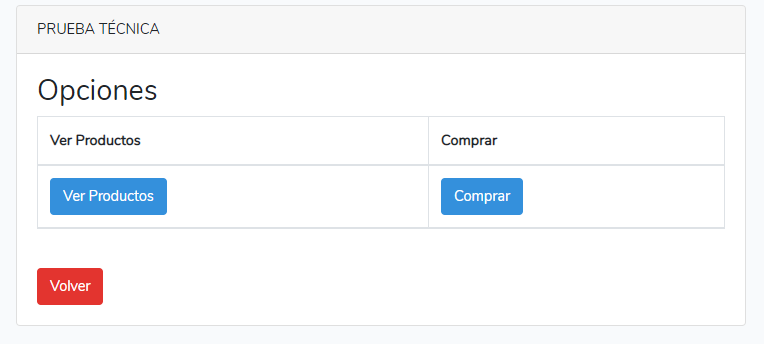 PRUEBA TÉCNICA
Opciones
Ver Productos
Comprar
Ver Productos
Comprar
Volver